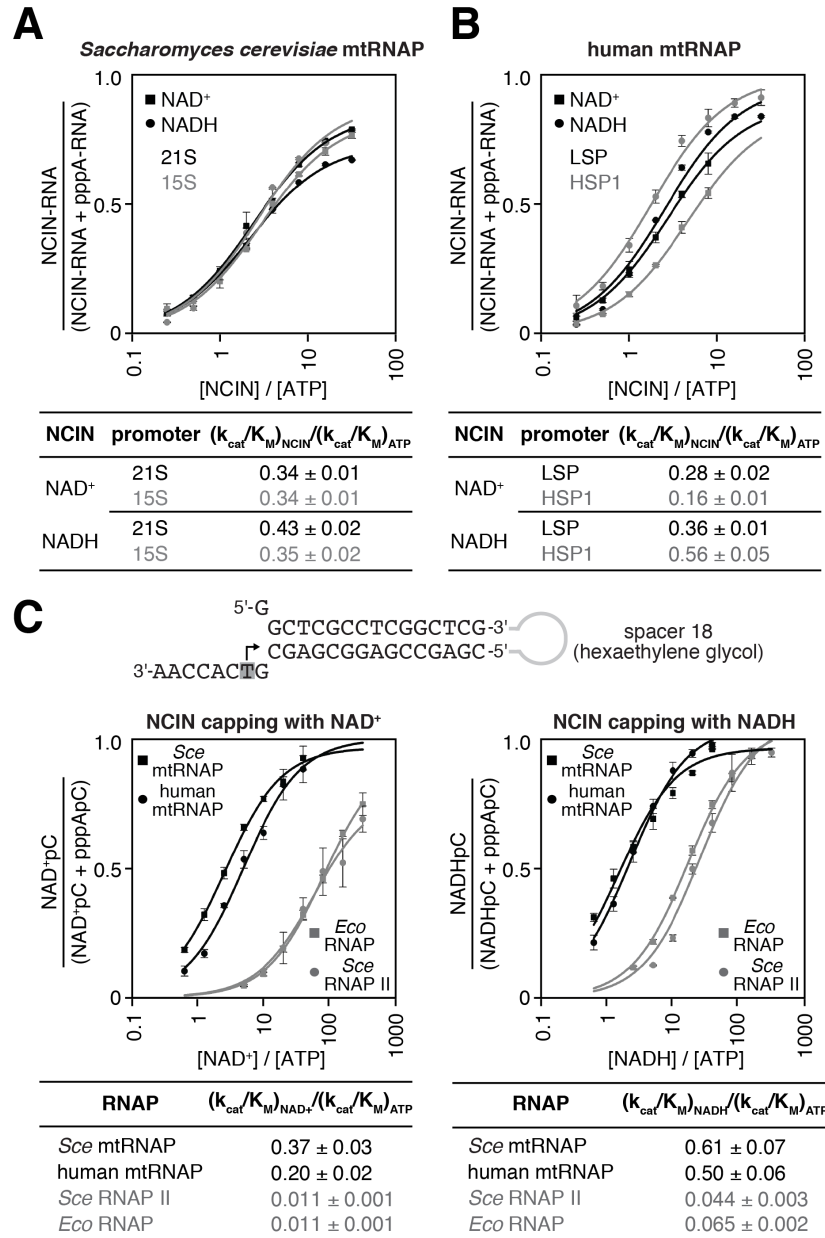 A
Saccharomyces cerevisiae mtRNAP
NCIN-RNA
(NCIN-RNA + pppA-RNA)
1.0
0.5
0
■ NAD⁺
● NADH
21S
15S
0.1
1
10
100
[NCIN] / [ATP]
NCIN promoter (kcat/KM)NCIN/(kcat/KM)ATP
NAD⁺
21S 0.34 ± 0.01
15S 0.34 ± 0.01
NADH
21S 0.43 ± 0.02
15S 0.35 ± 0.02
B
human mtRNAP
NCIN-RNA
(NCIN-RNA + pppA-RNA)
1.0
0.5
0
■ NAD⁺
● NADH
LSP
HSP1
0.1
1
10
100
[NCIN] / [ATP]
NCIN promoter (kcat/KM)NCIN/(kcat/KM)ATP
NAD⁺
LSP 0.28 ± 0.02
HSP1 0.16 ± 0.01
NADH
LSP 0.36 ± 0.01
HSP1 0.56 ± 0.05
C
5'-G
GCTCGCCTCGGCTCG-3'
CGAGCGGAGCCGAGC-5'
3'-AACCACTG
spacer 18
(hexaethylene glycol)
NCIN capping with NAD⁺
NAD⁺pC
(NAD⁺pC + pppApC)
1.0
0.5
0
■ Sce
mtRNAP
● human
mtRNAP
■ Eco
RNAP
● Sce
RNAP II
0.1
1
10
100
1000
[NAD⁺] / [ATP]
RNAP (kcat/KM)NAD+/(kcat/KM)ATP
Sce mtRNAP 0.37 ± 0.03
human mtRNAP 0.20 ± 0.02
Sce RNAP II 0.011 ± 0.001
Eco RNAP 0.011 ± 0.001
NCIN capping with NADH
NADHpC
(NADHpC + pppApC)
1.0
0.5
0
■ Sce
mtRNAP
● human
mtRNAP
■ Eco
RNAP
● Sce
RNAP II
0.1
1
10
100
1000
[NADH] / [ATP]
RNAP (kcat/KM)NADH/(kcat/KM)ATP
Sce mtRNAP 0.61 ± 0.07
human mtRNAP 0.50 ± 0.06
Sce RNAP II 0.044 ± 0.003
Eco RNAP 0.065 ± 0.002